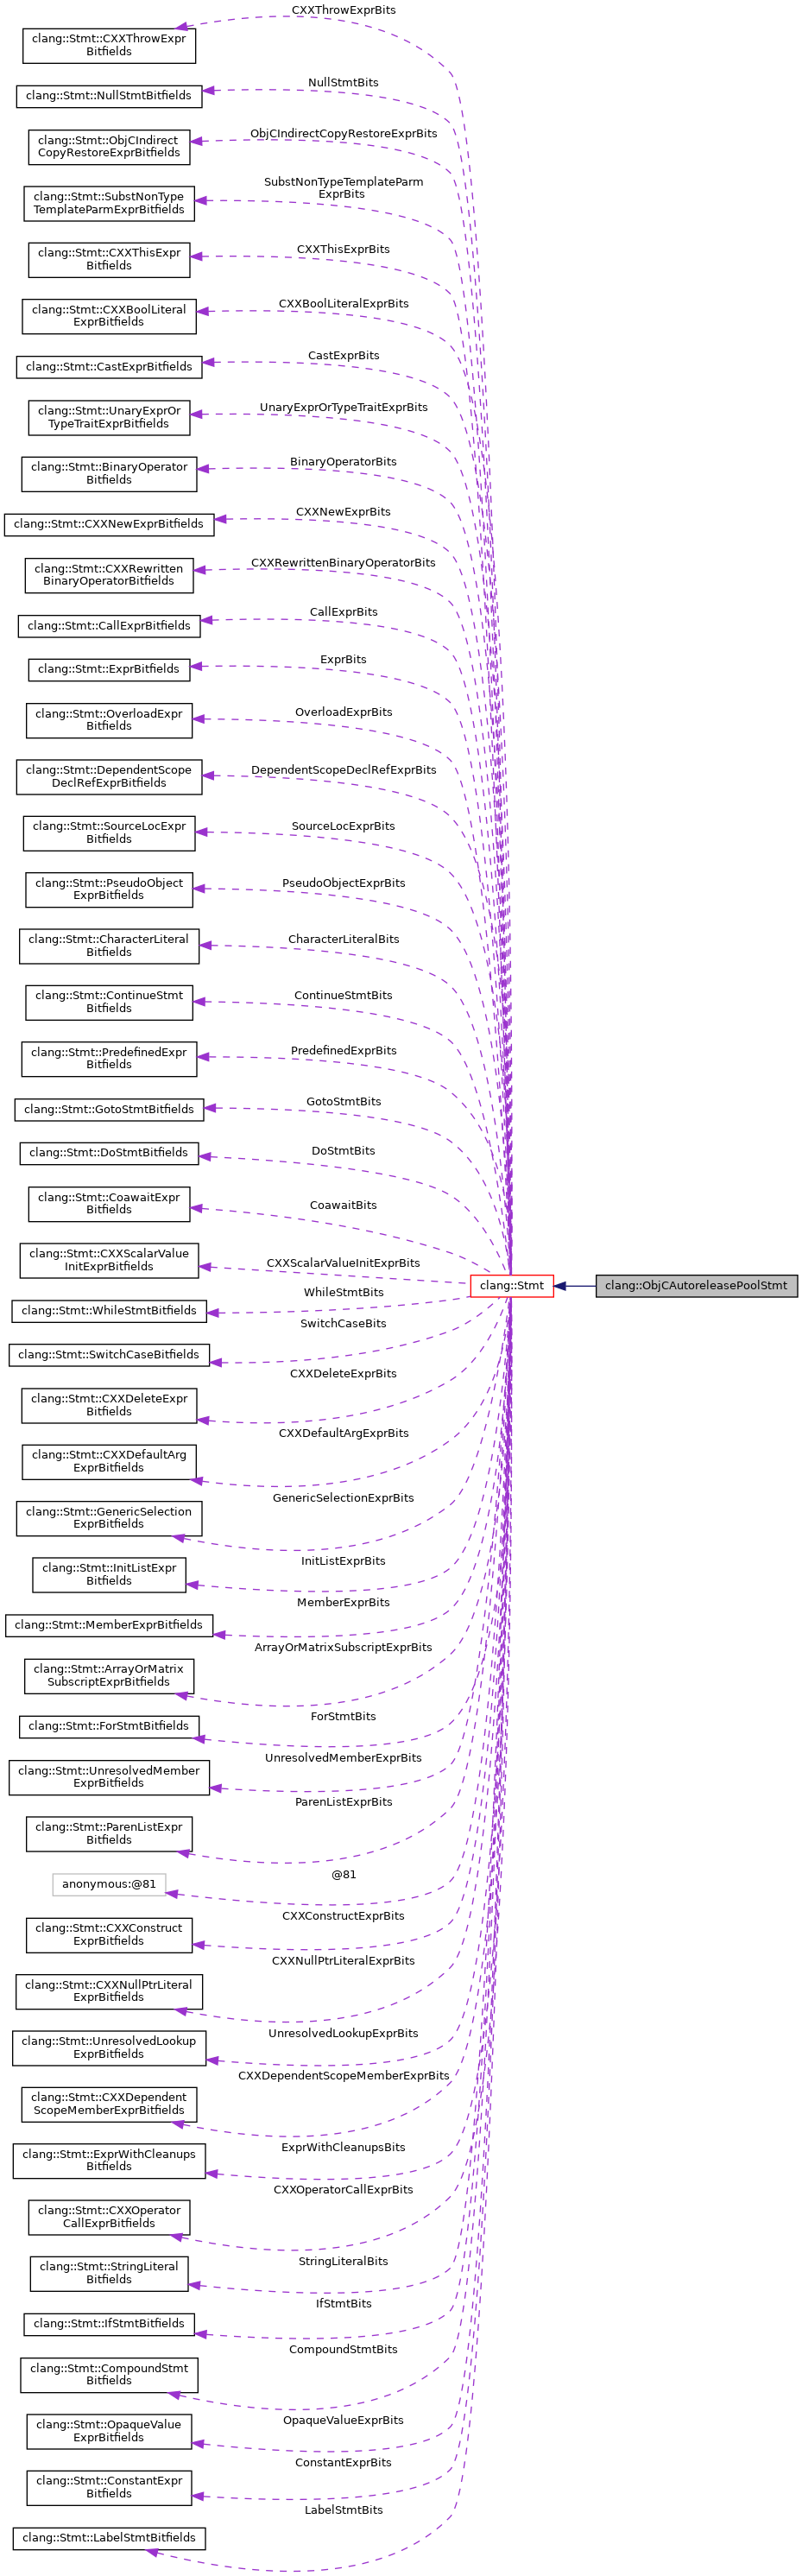 CXXThrowExprBits
clang::Stmt::CXXThrowExpr
Bitfields
NullStmtBits
clang::Stmt::NullStmtBitfields
ObjCIndirectCopyRestoreExprBits
clang::Stmt::ObjCIndirect
CopyRestoreExprBitfields
SubstNonTypeTemplateParm
ExprBits
clang::Stmt::SubstNonType
TemplateParmExprBitfields
CXXThisExprBits
clang::Stmt::CXXThisExpr
Bitfields
CXXBoolLiteralExprBits
clang::Stmt::CXXBoolLiteral
ExprBitfields
CastExprBits
clang::Stmt::CastExprBitfields
UnaryExprOrTypeTraitExprBits
clang::Stmt::UnaryExprOr
TypeTraitExprBitfields
BinaryOperatorBits
clang::Stmt::BinaryOperator
Bitfields
CXXNewExprBits
clang::Stmt::CXXNewExprBitfields
CXXRewrittenBinaryOperatorBits
clang::Stmt::CXXRewritten
BinaryOperatorBitfields
CallExprBits
clang::Stmt::CallExprBitfields
ExprBits
clang::Stmt::ExprBitfields
OverloadExprBits
clang::Stmt::OverloadExpr
Bitfields
DependentScopeDeclRefExprBits
clang::Stmt::DependentScope
DeclRefExprBitfields
SourceLocExprBits
clang::Stmt::SourceLocExpr
Bitfields
PseudoObjectExprBits
clang::Stmt::PseudoObject
ExprBitfields
CharacterLiteralBits
clang::Stmt::CharacterLiteral
Bitfields
ContinueStmtBits
clang::Stmt::ContinueStmt
Bitfields
PredefinedExprBits
clang::Stmt::PredefinedExpr
Bitfields
GotoStmtBits
clang::Stmt::GotoStmtBitfields
DoStmtBits
clang::Stmt::DoStmtBitfields
CoawaitBits
clang::Stmt::CoawaitExpr
Bitfields
CXXScalarValueInitExprBits
clang::Stmt::CXXScalarValue
InitExprBitfields
clang::Stmt
clang::ObjCAutoreleasePoolStmt
WhileStmtBits
clang::Stmt::WhileStmtBitfields
SwitchCaseBits
clang::Stmt::SwitchCaseBitfields
CXXDeleteExprBits
clang::Stmt::CXXDeleteExpr
Bitfields
CXXDefaultArgExprBits
clang::Stmt::CXXDefaultArg
ExprBitfields
GenericSelectionExprBits
clang::Stmt::GenericSelection
ExprBitfields
InitListExprBits
clang::Stmt::InitListExpr
Bitfields
MemberExprBits
clang::Stmt::MemberExprBitfields
ArrayOrMatrixSubscriptExprBits
clang::Stmt::ArrayOrMatrix
SubscriptExprBitfields
ForStmtBits
clang::Stmt::ForStmtBitfields
UnresolvedMemberExprBits
clang::Stmt::UnresolvedMember
ExprBitfields
ParenListExprBits
clang::Stmt::ParenListExpr
Bitfields
@81
anonymous:@81
CXXConstructExprBits
clang::Stmt::CXXConstruct
ExprBitfields
CXXNullPtrLiteralExprBits
clang::Stmt::CXXNullPtrLiteral
ExprBitfields
UnresolvedLookupExprBits
clang::Stmt::UnresolvedLookup
ExprBitfields
CXXDependentScopeMemberExprBits
clang::Stmt::CXXDependent
ScopeMemberExprBitfields
ExprWithCleanupsBits
clang::Stmt::ExprWithCleanups
Bitfields
CXXOperatorCallExprBits
clang::Stmt::CXXOperator
CallExprBitfields
StringLiteralBits
clang::Stmt::StringLiteral
Bitfields
IfStmtBits
clang::Stmt::IfStmtBitfields
CompoundStmtBits
clang::Stmt::CompoundStmt
Bitfields
OpaqueValueExprBits
clang::Stmt::OpaqueValue
ExprBitfields
ConstantExprBits
clang::Stmt::ConstantExpr
Bitfields
LabelStmtBits
clang::Stmt::LabelStmtBitfields